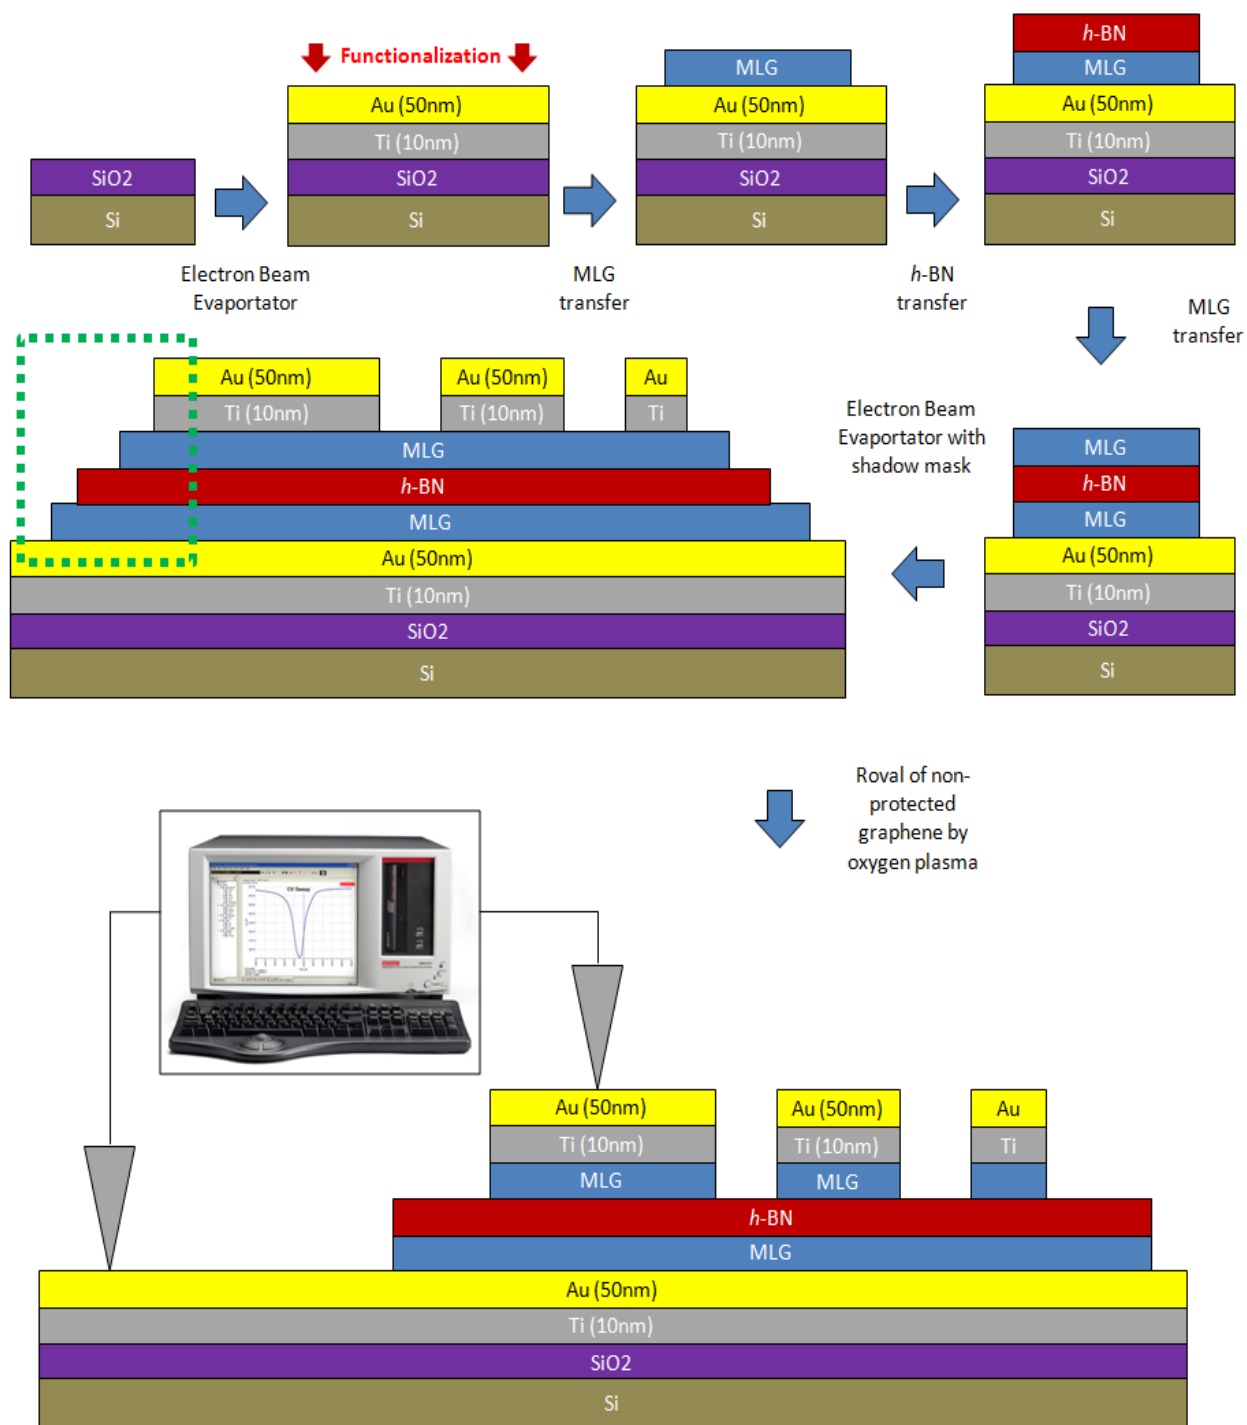 Functionalization
Au (50nm)
Ti (10nm)
SiO2
Si
SiO2
Si
Electron Beam
Evaportator
MLG
Au (50nm)
Ti (10nm)
SiO2
Si
MLG
transfer
h-BN
MLG
Au (50nm)
Ti (10nm)
SiO2
Si
h-BN
transfer
MLG
transfer
Au (50nm)
Au (50nm)
Au
Ti (10nm)
Ti (10nm)
Ti
MLG
h-BN
MLG
Au (50nm)
Ti (10nm)
SiO2
Si
Electron Beam
Evaportator with
shadow mask
MLG
h-BN
MLG
Au (50nm)
Ti (10nm)
SiO2
Si
Roval of non-
protected
graphene by
oxygen plasma
CV Sweep
Au (50nm)
Au (50nm)
Au
Ti (10nm)
Ti (10nm)
Ti
MLG
MLG
h-BN
MLG
Au (50nm)
Ti (10nm)
SiO2
Si